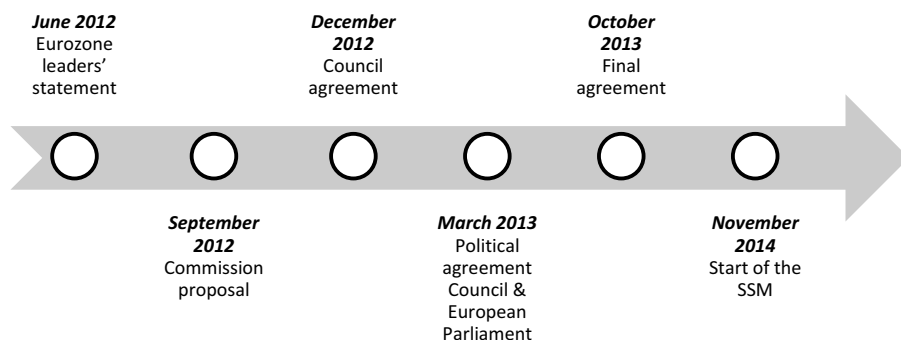 June 2012
Eurozone
leaders’
statement
September
2012
Commission
proposal
December
2012
Council
agreement
March 2013
Political
agreement
Council &
European
Parliament
October
2013
Final
agreement
November
2014
Start of the
SSM